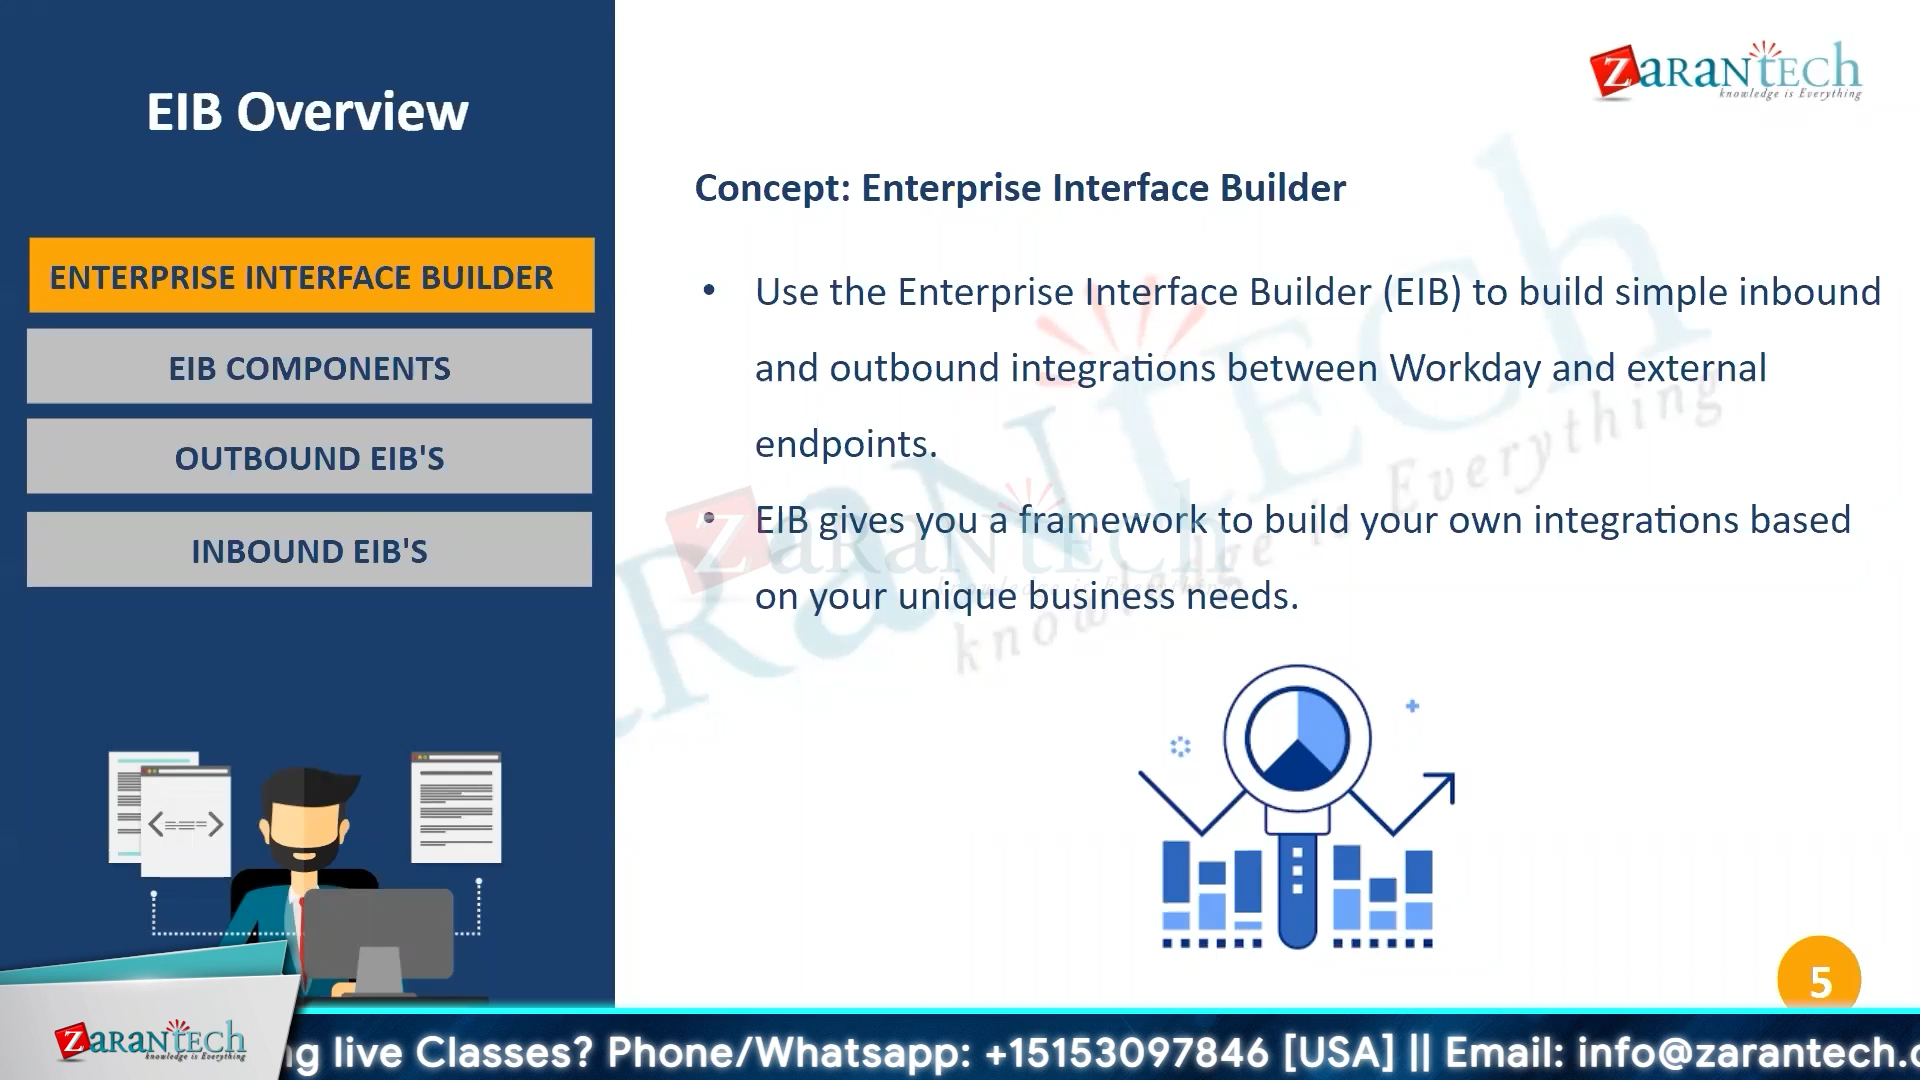 EIB Overview
ENTERPRISE INTERFACE BUILDER
EIB COMPONENTS
OUTBOUND EIB'S
INBOUND EIB'S
ZaranTech
knowledge is Everything
Concept: Enterprise Interface Builder
• Use the Enterprise Interface Builder (EIB) to build simple inbound
and outbound integrations between Workday and external
endpoints.
• EIB gives you a framework to build your own integrations based
on your unique business needs.
5
ZaranTech
knowledge is Everything
ng live Classes? Phone/Whatsapp: +15153097846 [USA] || Email: info@zarantech.c